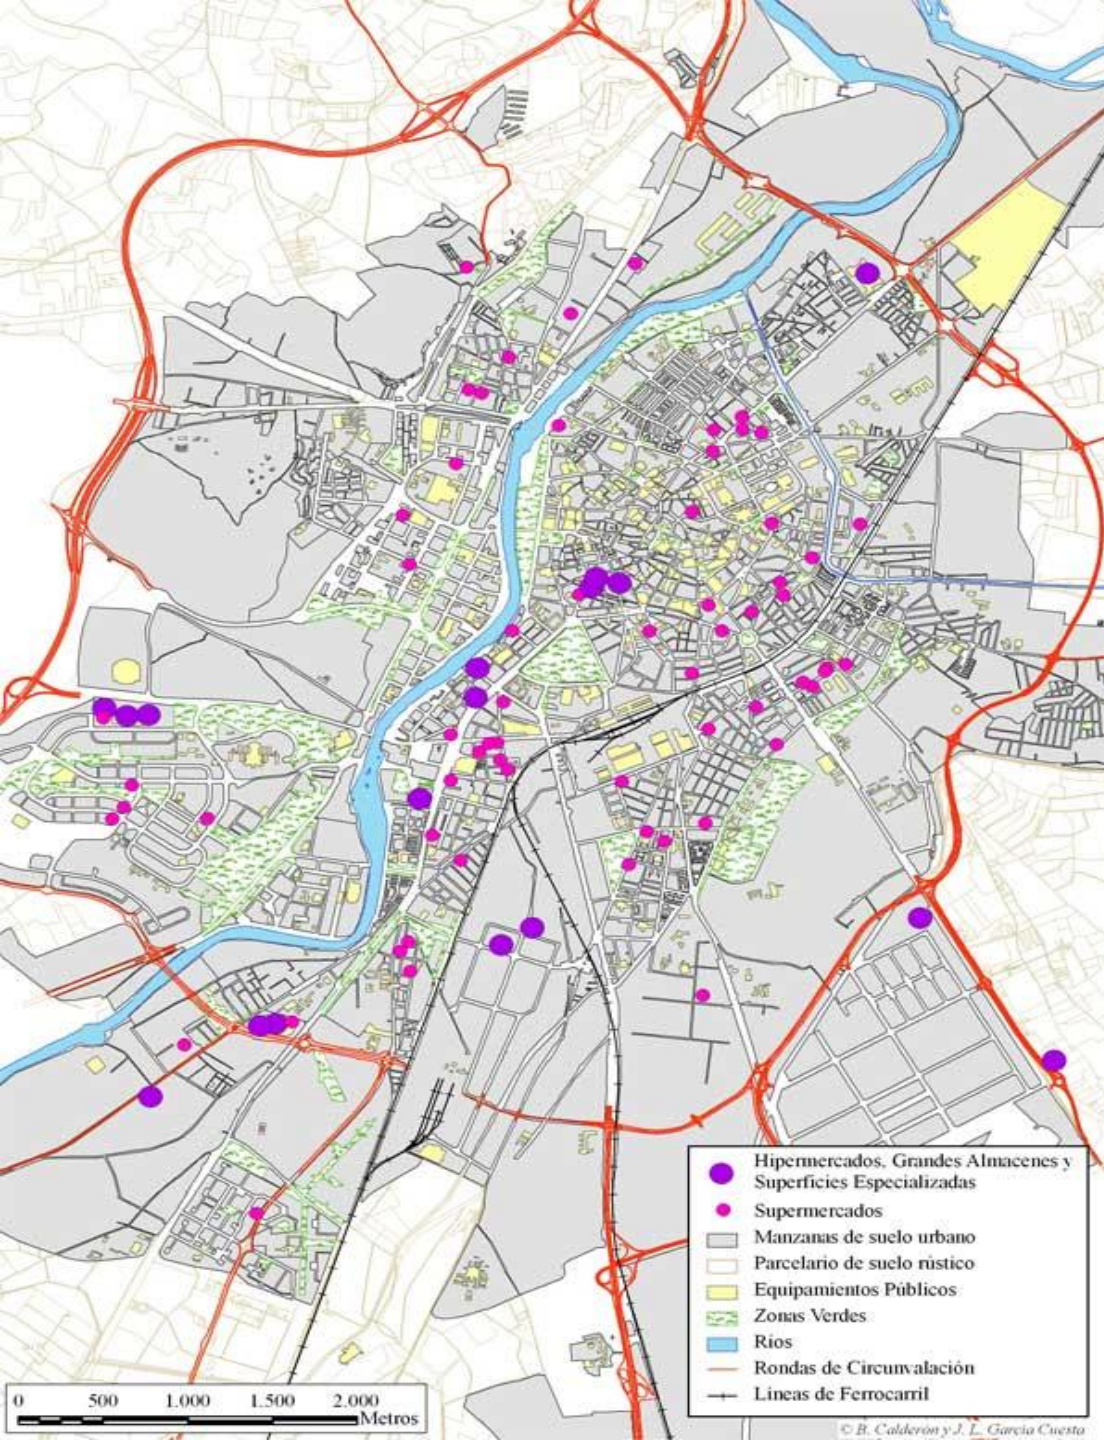 Hipermercados, Grandes Almacenes y
Superficies Especializadas
Supermercados
Manzanas de suelo urbano
Parcelario de suelo rústico
Equipamientos Públicos
Zonas Verdes
Ríos
Rondas de Circunvalación
Líneas de Ferrocarril
0 500 1.000 1.500 2.000
Metros
© B. Calderón y J. L. García Cuesta